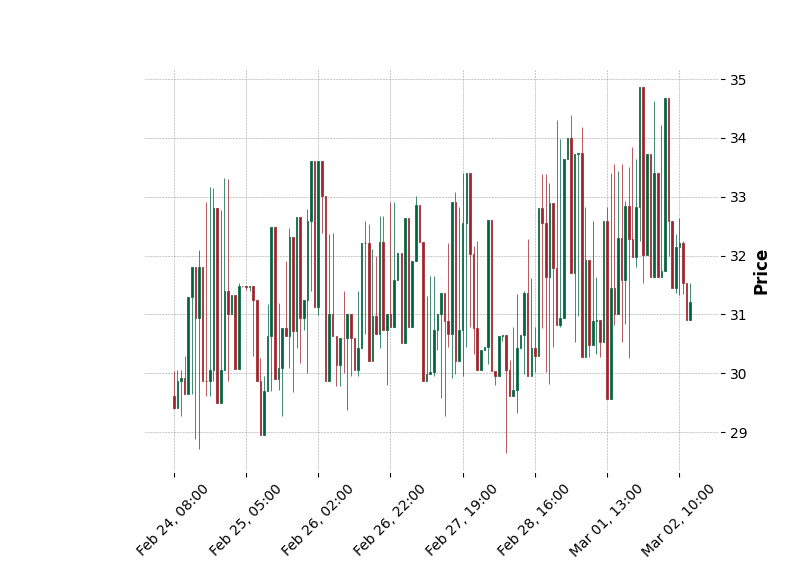 35
34
33
32
31
30
29
Price
Feb 24, 08:00
Feb 25, 05:00
Feb 26, 02:00
Feb 26, 22:00
Feb 27, 19:00
Feb 28, 16:00
Mar 01, 13:00
Mar 02, 10:00